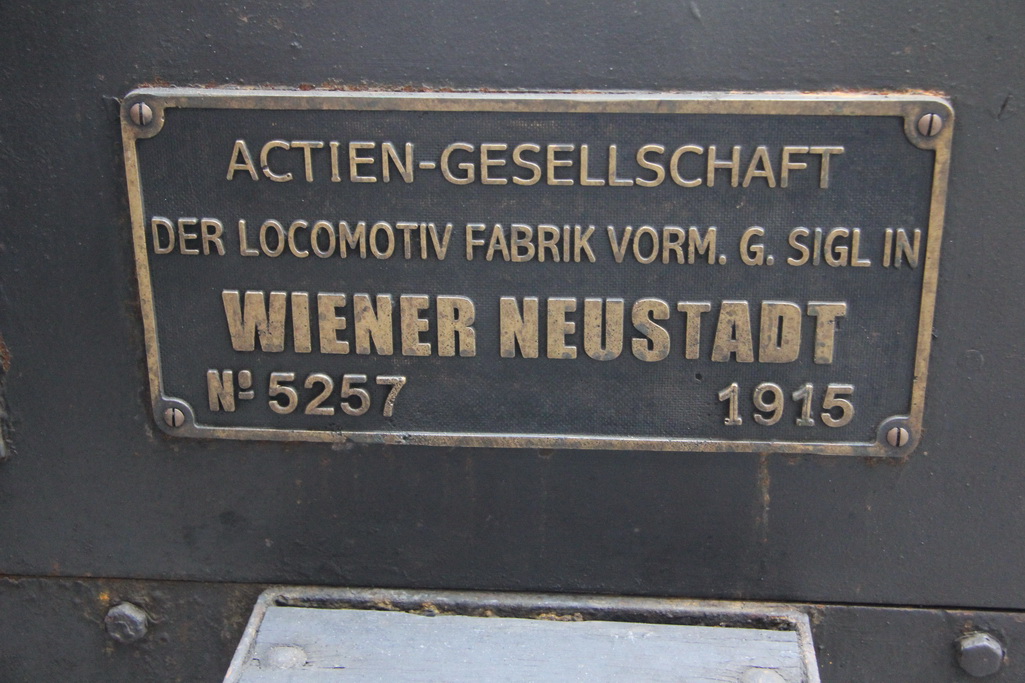 ACTIEN-GESELLSCHAFT
DER LOCOMOTIV FABRIK VORM. G. SIGL IN
WIENER NEUSTADT
Nº 5257 1915